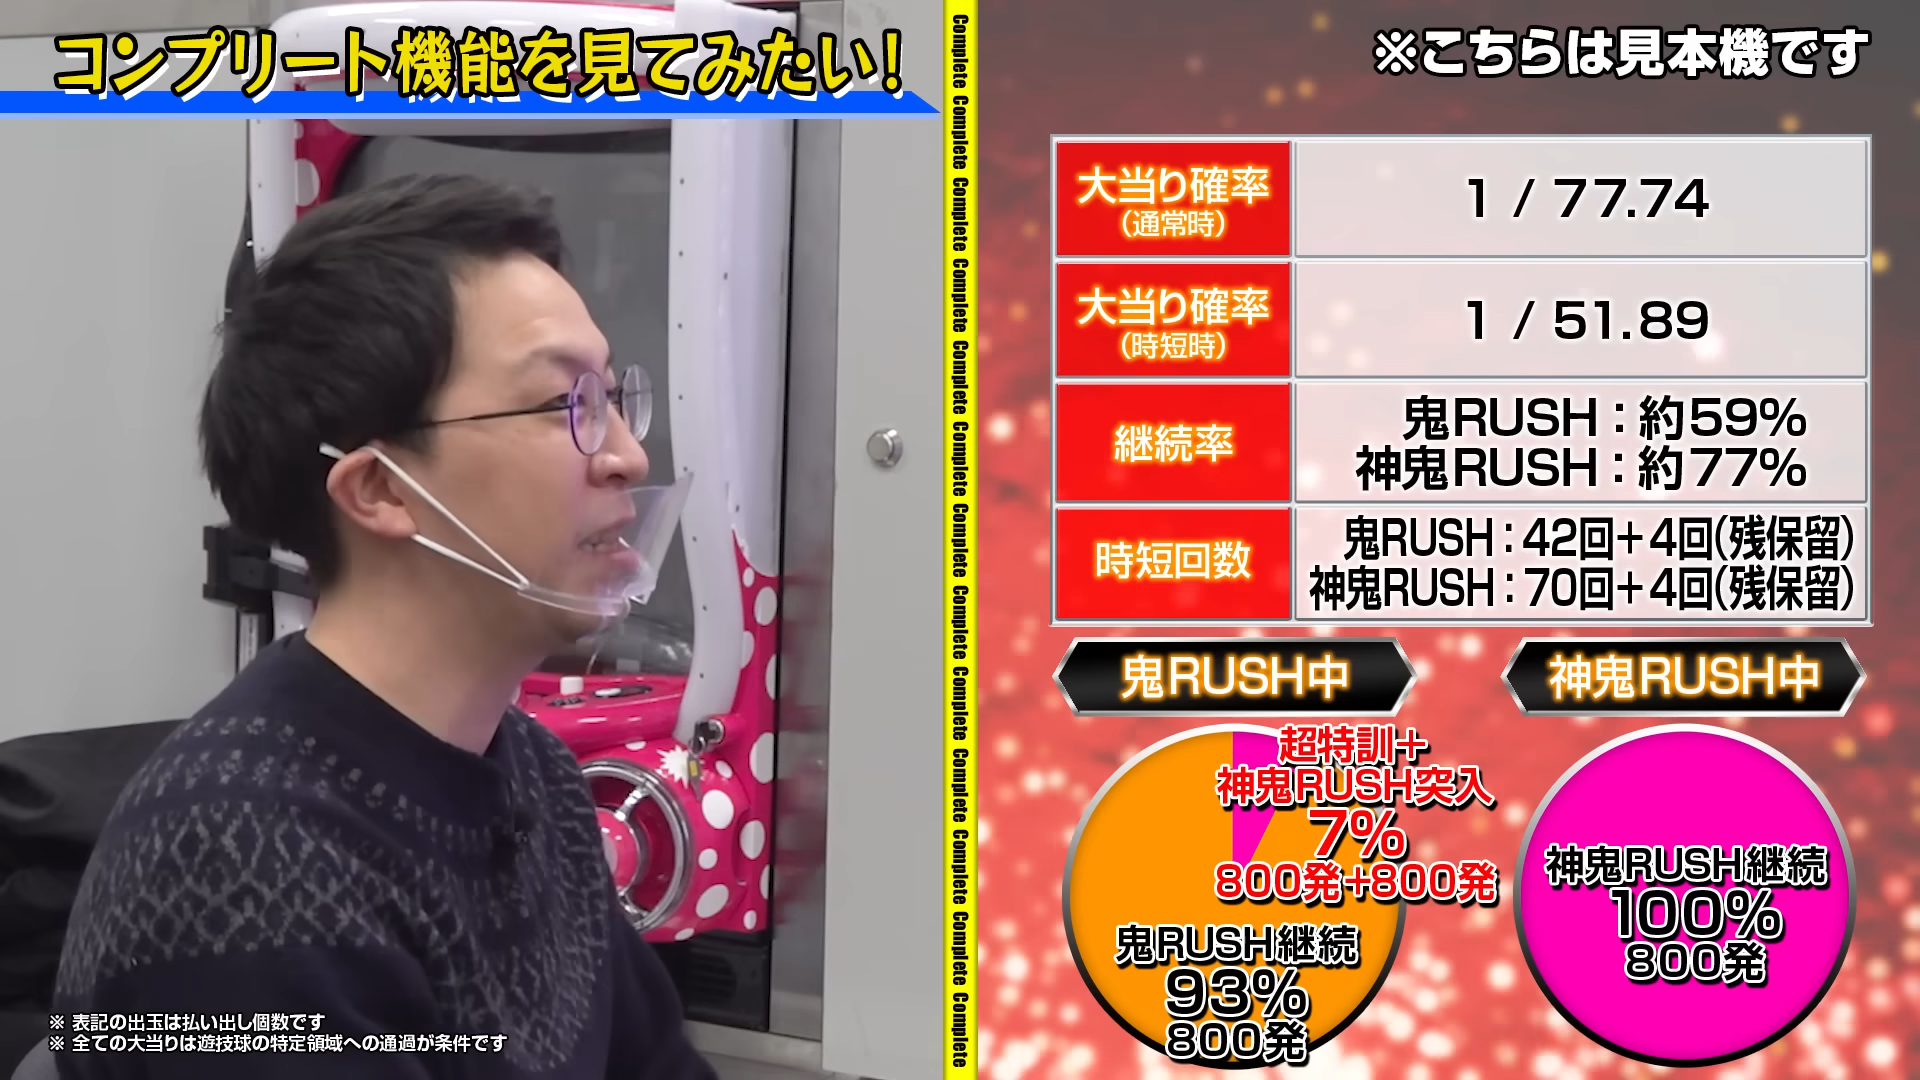 コンプリート機能を見てみたい!
※こちらは見本機です
大当り確率
(通常時)
1 / 77.74
大当り確率
(時短時)
1 / 51.89
継続率
鬼RUSH:約59%
神鬼RUSH:約77%
時短回数
鬼RUSH:42回+4回(残保留)
神鬼RUSH:70回+4回(残保留)
鬼RUSH中
神鬼RUSH中
超特訓+
神鬼RUSH突入
7%
800発+800発
鬼RUSH継続
93%
800発
神鬼RUSH継続
100%
800発
Complete Complete Complete Complete Complete Complete Complete Complete Complete Complete Complete Complete Complete
※ 表記の出玉は払い出し個数です
※ 全ての大当りは遊技球の特定領域への通過が条件です